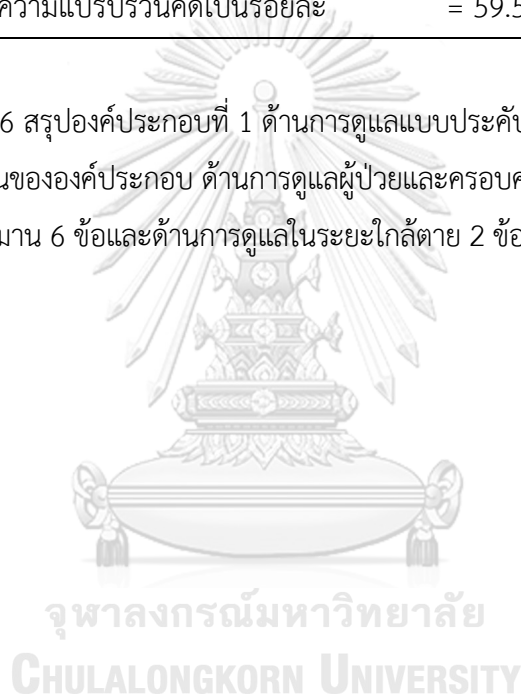 ความแปรปรวนคิดเป็นร้อยละ = 59.5
6 สรุปองค์ประกอบที่ 1 ด้านการดูแลแบบประคับ
ขององค์ประกอบ ด้านการดูแลผู้ป่วยและครอบค
มาน 6 ข้อและด้านการดูแลในระยะใกล้ตาย 2 ข้อ
จุฬาลงกรณ์มหาวิทยาลัย
CHULALONGKORN UNIVERSITY